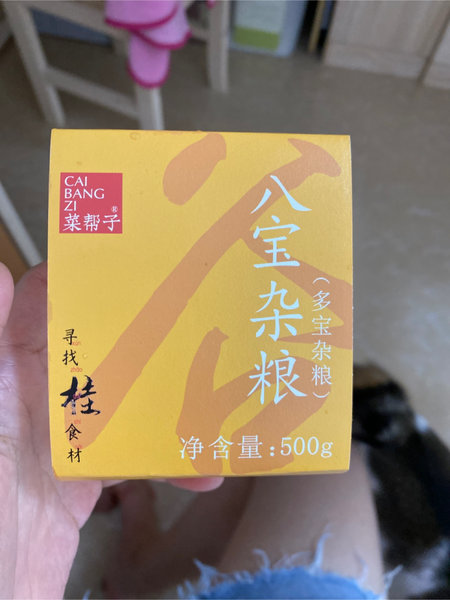 CAI
BANG
ZI ®
菜帮子
八宝杂粮
（多宝杂粮）
寻找桂食材
净含量:500g